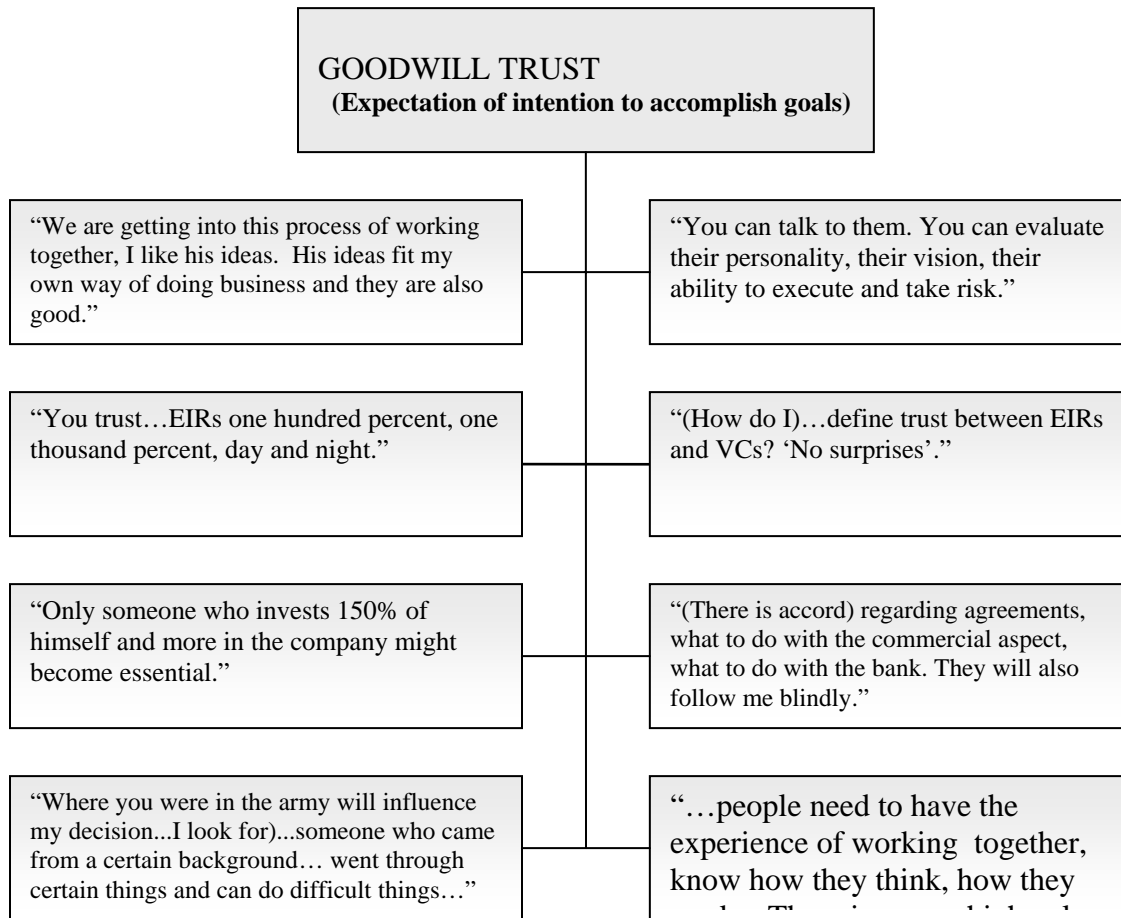 GOODWILL TRUST
(Expectation of intention to accomplish goals)
“We are getting into this process of working
together, I like his ideas.  His ideas fit my
own way of doing business and they are also
good.”
“You can talk to them. You can evaluate
their personality, their vision, their
ability to execute and take risk.”
“You trust…EIRs one hundred percent, one
thousand percent, day and night.”
“(How do I)…define trust between EIRs
and VCs? ‘No surprises’.”
“Only someone who invests 150% of
himself and more in the company might
become essential.”
“(There is accord) regarding agreements,
what to do with the commercial aspect,
what to do with the bank. They will also
follow me blindly.”
“Where you were in the army will influence
my decision...I look for)...someone who came
from a certain background… went through
certain things and can do difficult things…”
“…people need to have the
experience of working  together,
know how they think, how they